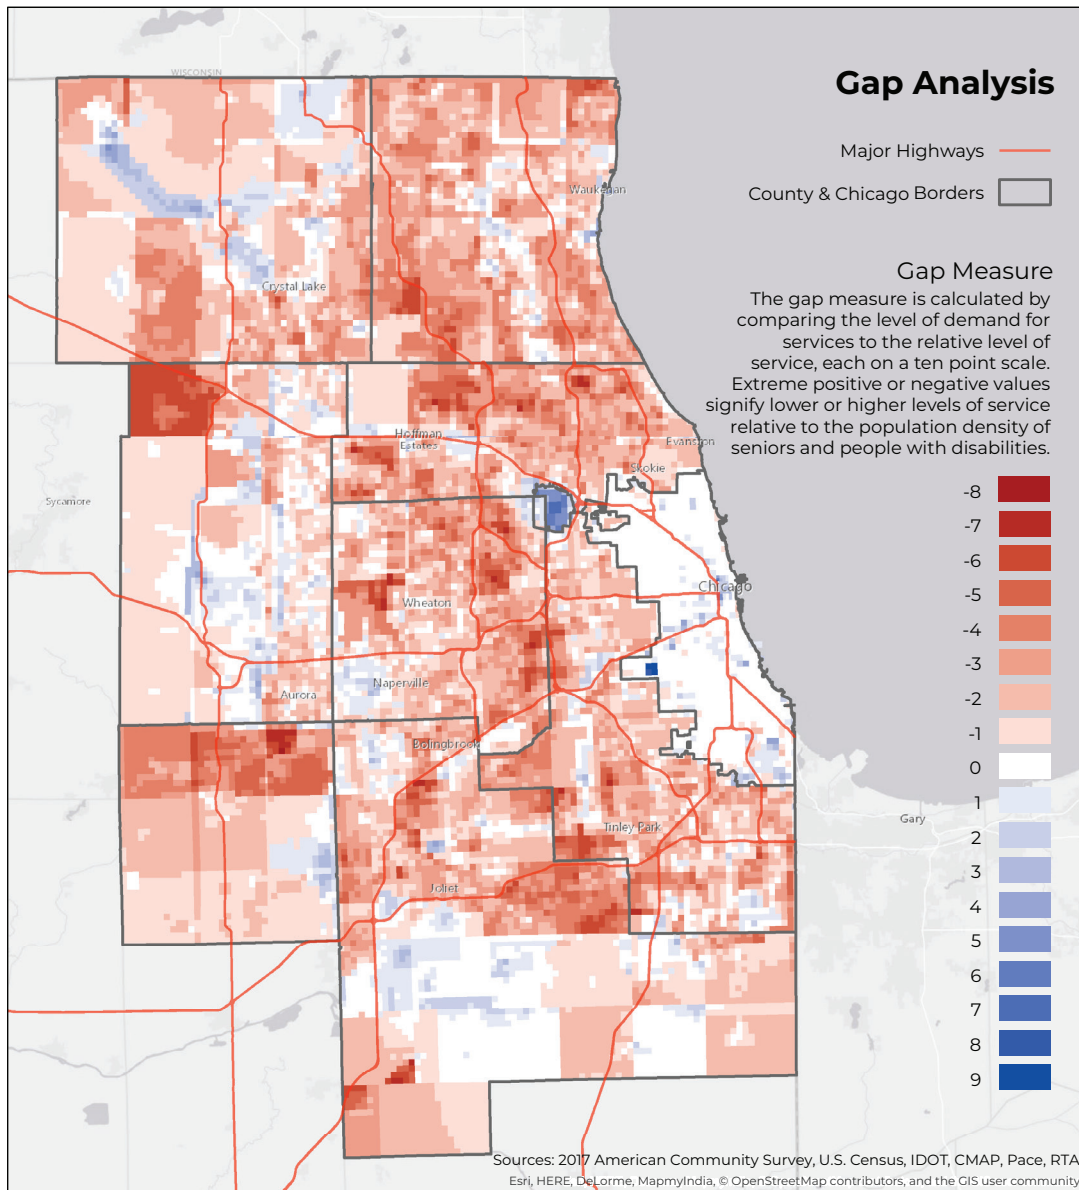 Gap Analysis
Major Highways
County & Chicago Borders
Gap Measure
The gap measure is calculated by
comparing the level of demand for
services to the relative level of
service, each on a ten point scale.
Extreme positive or negative values
signify lower or higher levels of service
relative to the population density of
seniors and people with disabilities.
-8
-7
-6
-5
-4
-3
-2
-1
0
1
2
3
4
5
6
7
8
9
WISCONSIN
Waukegan
Crystal Lake
Hoffman
Estates
Evanston
Skokie
Sycamore
Chicago
Wheaton
Naperville
Aurora
Bolingbrook
Gary
Tinley Park
Joliet
Sources: 2017 American Community Survey, U.S. Census, IDOT, CMAP, Pace, RTA
Esri, HERE, DeLorme, MapmyIndia, © OpenStreetMap contributors, and the GIS user community